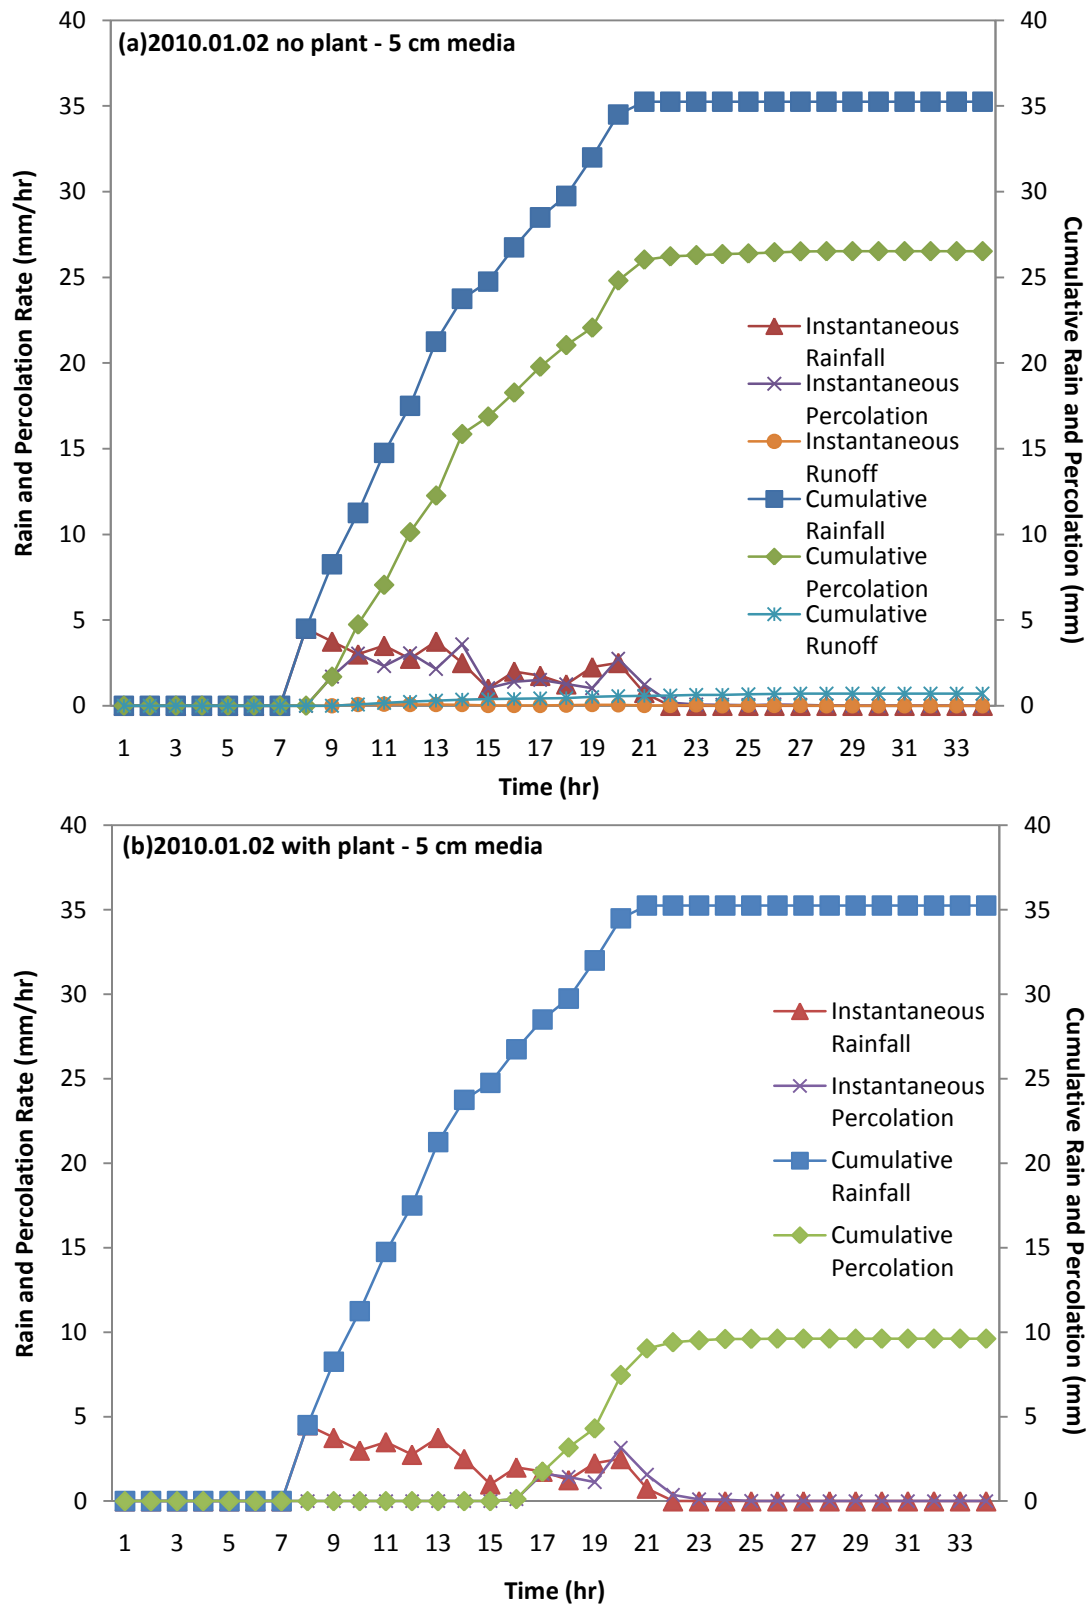 (a)2010.01.02 no plant - 5 cm media
Rain and Percolation Rate (mm/hr)
40
35
30
25
20
15
10
5
0
40
35
30
25
20
15
10
5
0
Cumulative Rain and Percolation (mm)
Instantaneous
Rainfall
Instantaneous
Percolation
Instantaneous
Runoff
Cumulative
Rainfall
Cumulative
Percolation
Cumulative
Runoff
1 3 5 7 9 11 13 15 17 19 21 23 25 27 29 31 33
Time (hr)
(b)2010.01.02 with plant - 5 cm media
Rain and Percolation Rate (mm/hr)
40
35
30
25
20
15
10
5
0
40
35
30
25
20
15
10
5
0
Cumulative Rain and Percolation (mm)
Instantaneous
Rainfall
Instantaneous
Percolation
Cumulative
Rainfall
Cumulative
Percolation
1 3 5 7 9 11 13 15 17 19 21 23 25 27 29 31 33
Time (hr)